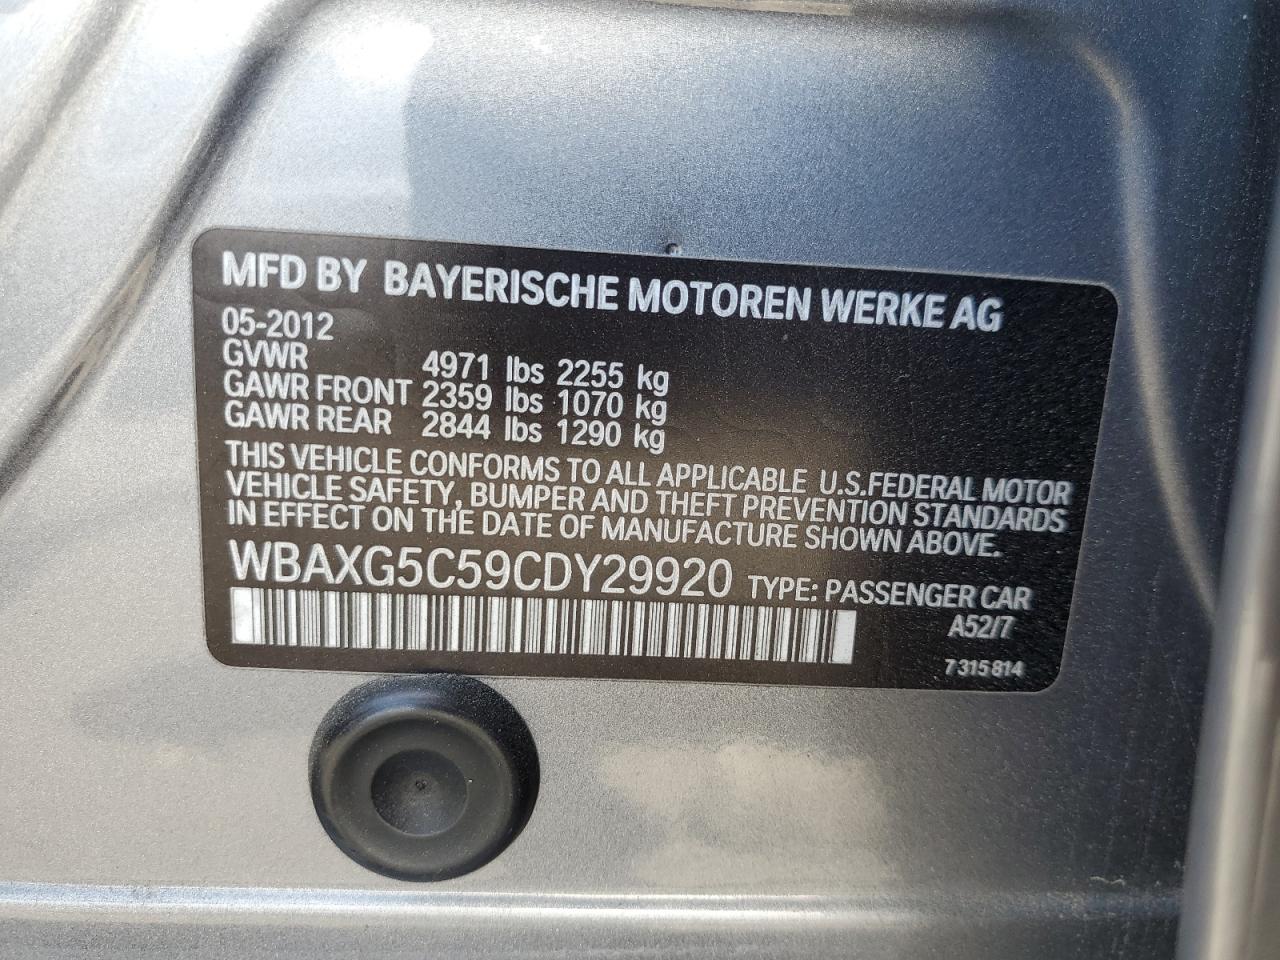 MFD BY BAYERISCHE MOTOREN WERKE AG
05-2012
GVWR 4971 lbs 2255 kg
GAWR FRONT 2359 lbs 1070 kg
GAWR REAR 2844 lbs 1290 kg
THIS VEHICLE CONFORMS TO ALL APPLICABLE U.S.FEDERAL MOTOR
VEHICLE SAFETY, BUMPER AND THEFT PREVENTION STANDARDS
IN EFFECT ON THE DATE OF MANUFACTURE SHOWN ABOVE.
WBAXG5C59CDY29920 TYPE: PASSENGER CAR
A52/7
7 315 814